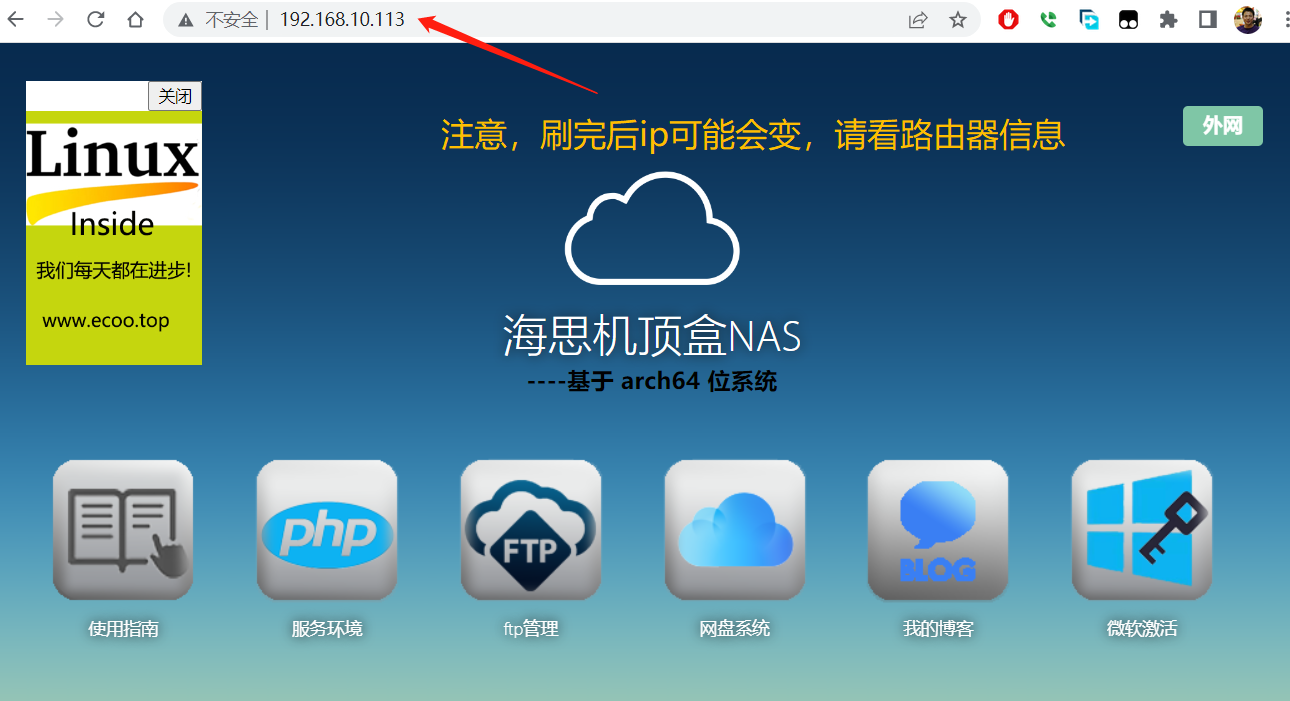 不安全 | 192.168.10.113
关闭
注意，刷完后ip可能会变，请看路由器信息
外网
Linux
Inside
我们每天都在进步!
www.ecoo.top
海思机顶盒NAS
----基于 arch64 位系统
php
FTP
BLOG
使用指南
服务环境
ftp管理
网盘系统
我的博客
微软激活